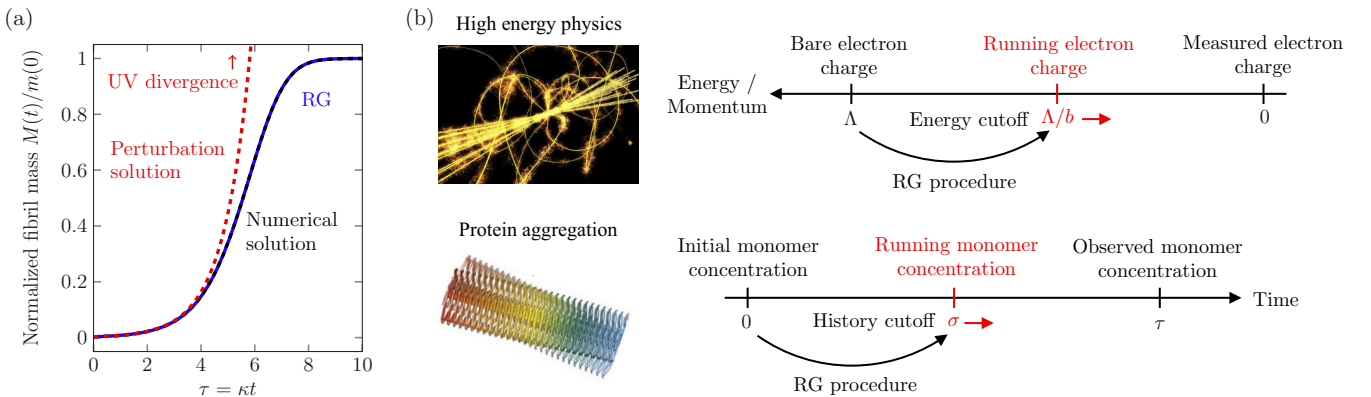 (a)
Normalized fibril mass M(t)/m(0)
1
0.8
0.6
0.4
0.2
0
0 2 4 6 8 10
τ = κt
UV divergence
↑
RG
Perturbation
solution
Numerical
solution
(b)
High energy physics
Energy /
Momentum
Bare electron
charge
Λ
Running electron
charge
Energy cutoff Λ/b
Measured electron
charge
0
RG procedure
Protein aggregation
Initial monomer
concentration
0
Running monomer
concentration
History cutoff σ
Observed monomer
concentration
τ
Time
RG procedure